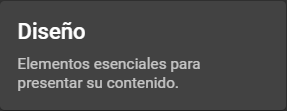 Diseño
Elementos esenciales para
presentar su contenido.